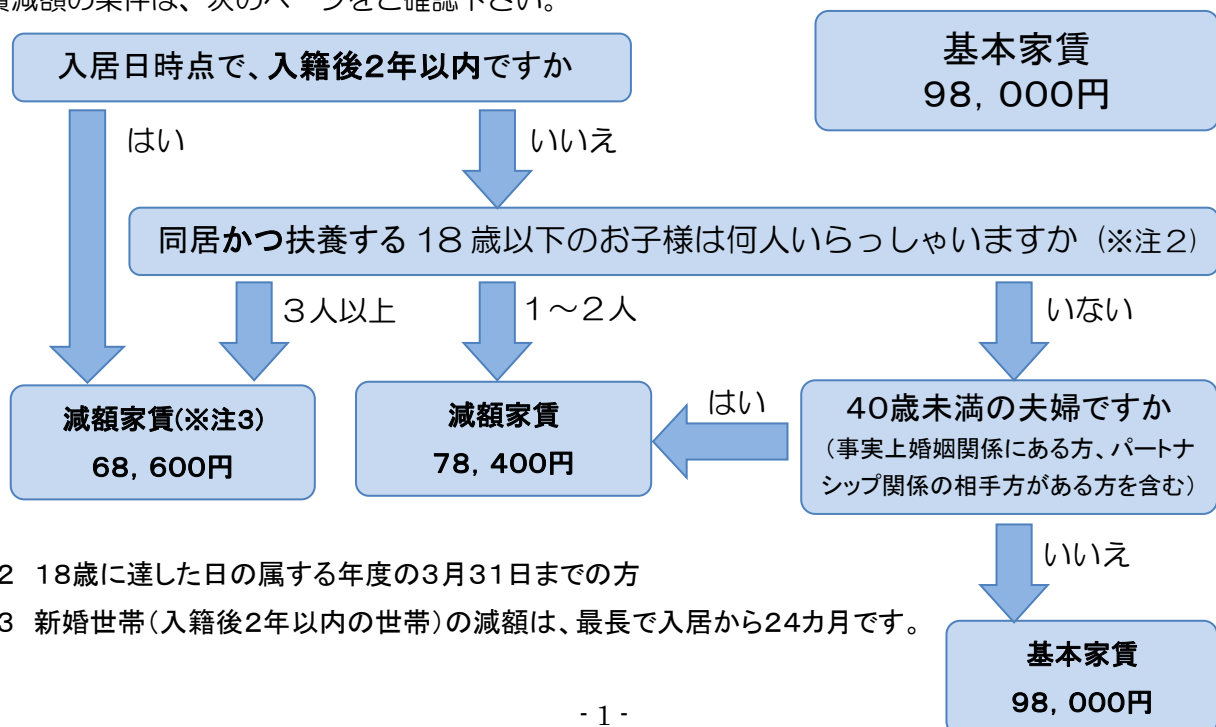 賃減額の条件は、次のページをご確認下さい。
基本家賃
98,000円
入居日時点で、入籍後2年以内ですか
はい
いいえ
同居かつ扶養する18歳以下のお子様は何人いらっしゃいますか (※注2)
3人以上
1～2人
いない
減額家賃(※注3)
68,600円
減額家賃
78,400円
はい
40歳未満の夫婦ですか
(事実上婚姻関係にある方、パートナ
シップ関係の相手方がある方を含む)
いいえ
2 18歳に達した日の属する年度の3月31日までの方
3 新婚世帯(入籍後2年以内の世帯)の減額は、最長で入居から24カ月です。
基本家賃
98,000円
- 1 -